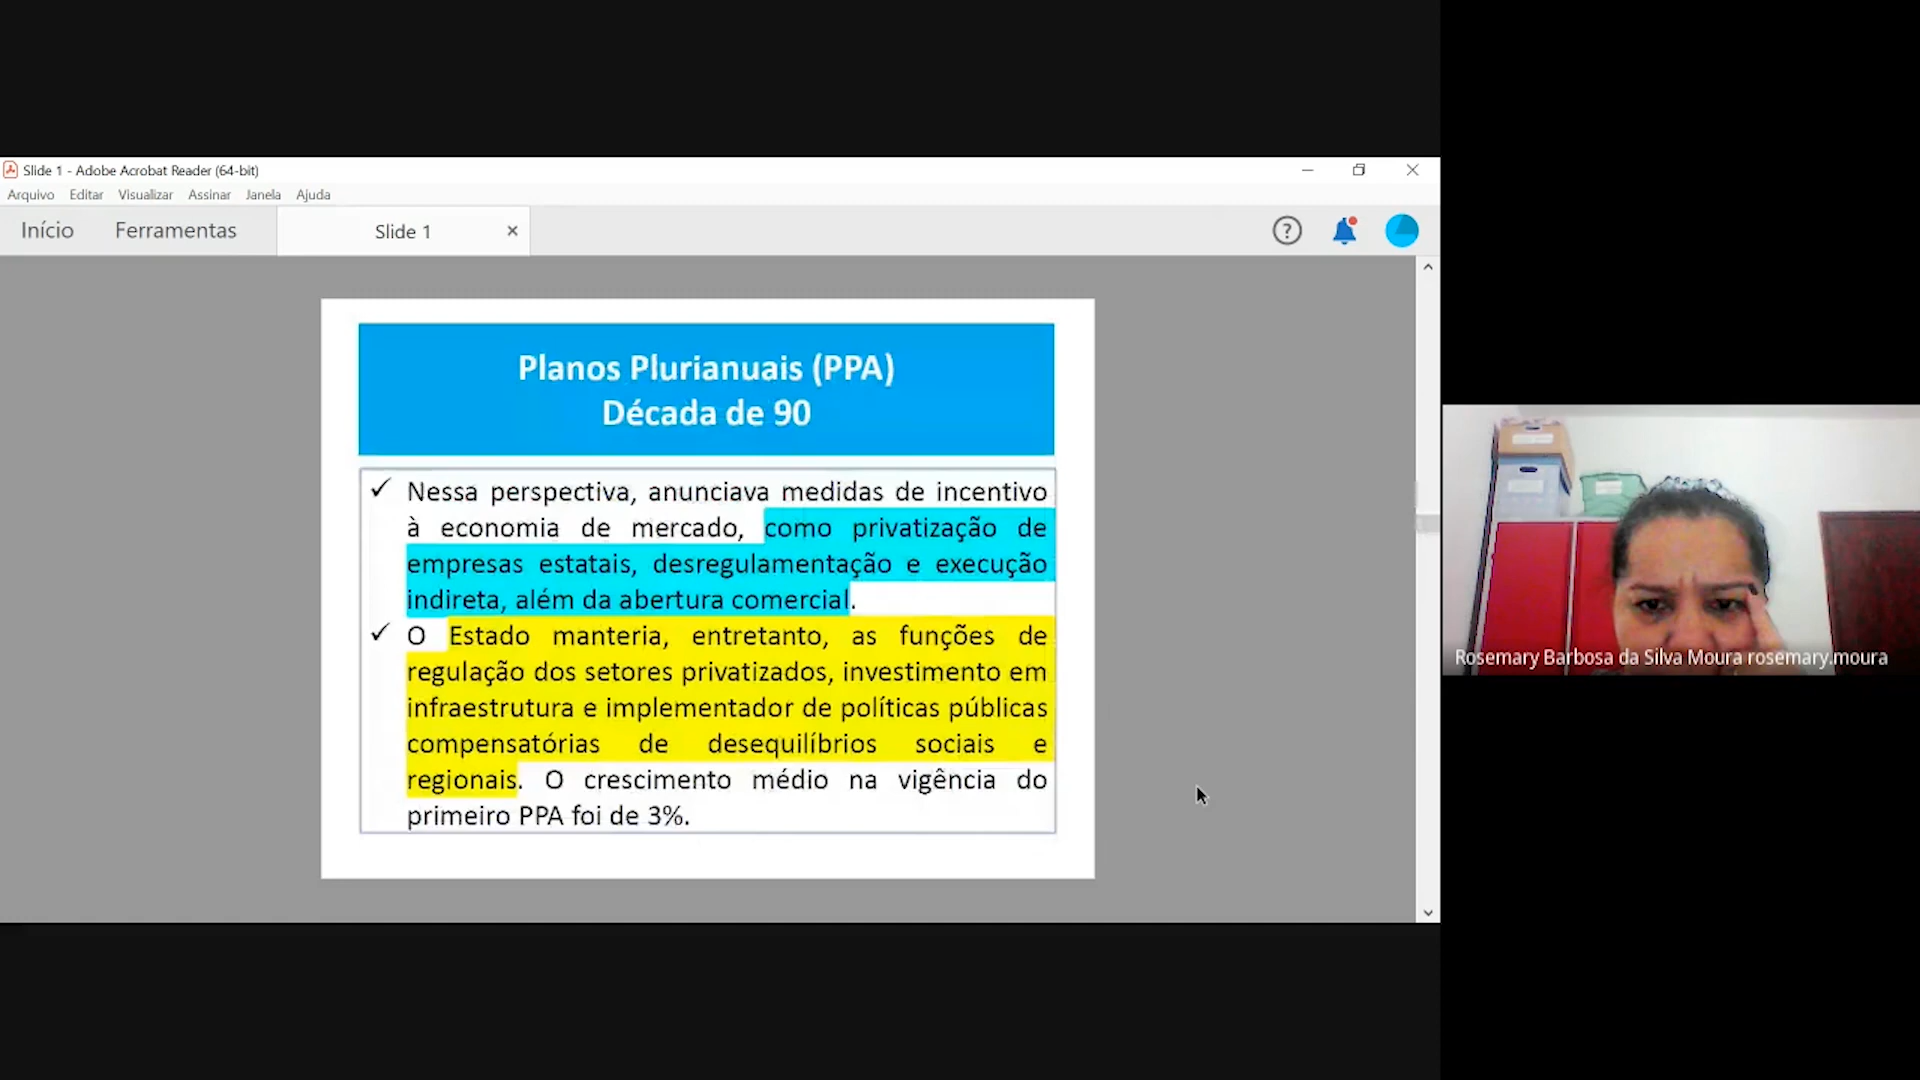 Slide 1 - Adobe Acrobat Reader (64-bit)
Arquivo Editar Visualizar Assinar Janela Ajuda
Início Ferramentas Slide 1
Planos Plurianuais (PPA)
Década de 90
✓ Nessa perspectiva, anunciava medidas de incentivo
à economia de mercado, como privatização de
empresas estatais, desregulamentação e execução
indireta, além da abertura comercial.
✓ O Estado manteria, entretanto, as funções de
regulação dos setores privatizados, investimento em
infraestrutura e implementador de políticas públicas
compensatórias de desequilíbrios sociais e
regionais. O crescimento médio na vigência do
primeiro PPA foi de 3%.
Rosemary Barbosa da Silva Moura rosemary.moura